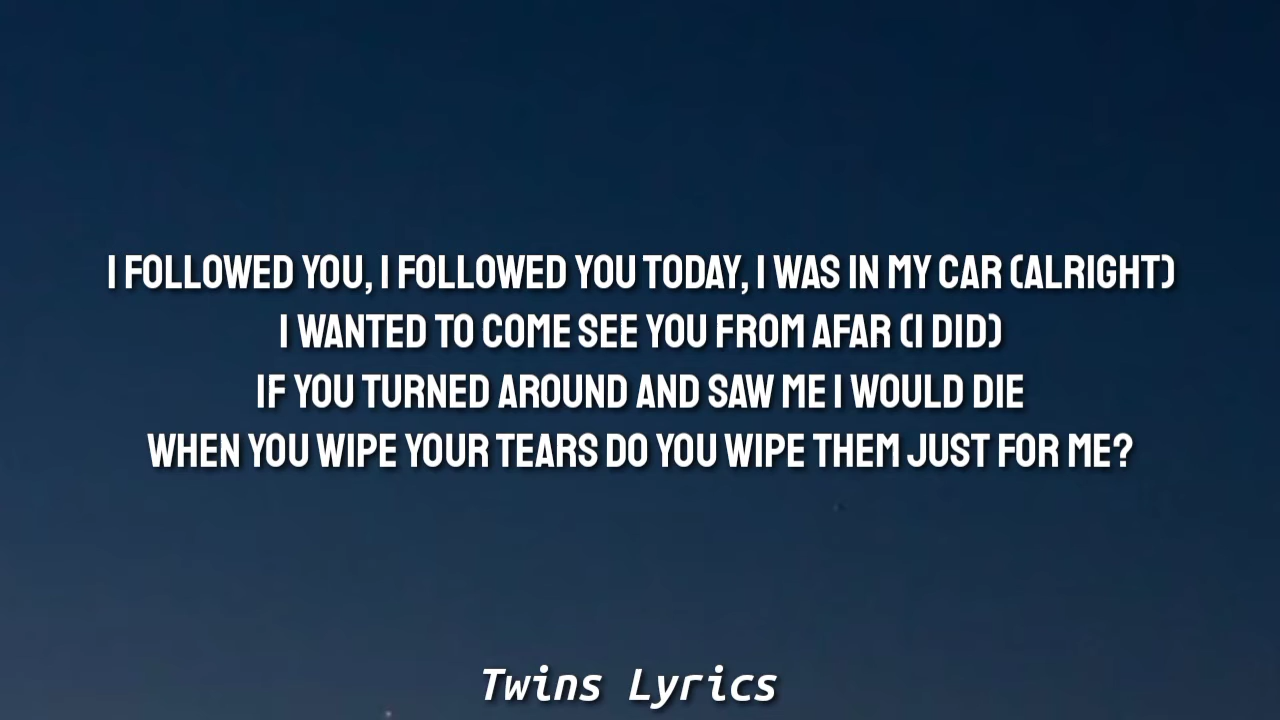 I FOLLOWED YOU, I FOLLOWED YOU TODAY, I WAS IN MY CAR (ALRIGHT)
I WANTED TO COME SEE YOU FROM AFAR (I DID)
IF YOU TURNED AROUND AND SAW ME I WOULD DIE
WHEN YOU WIPE YOUR TEARS DO YOU WIPE THEM JUST FOR ME?
Twins Lyrics